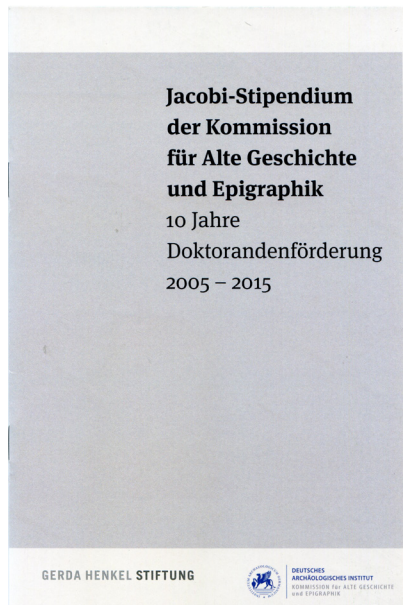 Jacobi-Stipendium
der Kommission
für Alte Geschichte
und Epigraphik
10 Jahre
Doktorandenförderung
2005 – 2015
GERDA HENKEL STIFTUNG
DEUTSCHES
ARCHÄOLOGISCHES INSTITUT
KOMMISSION für ALTE GESCHICHTE
und EPIGRAPHIK